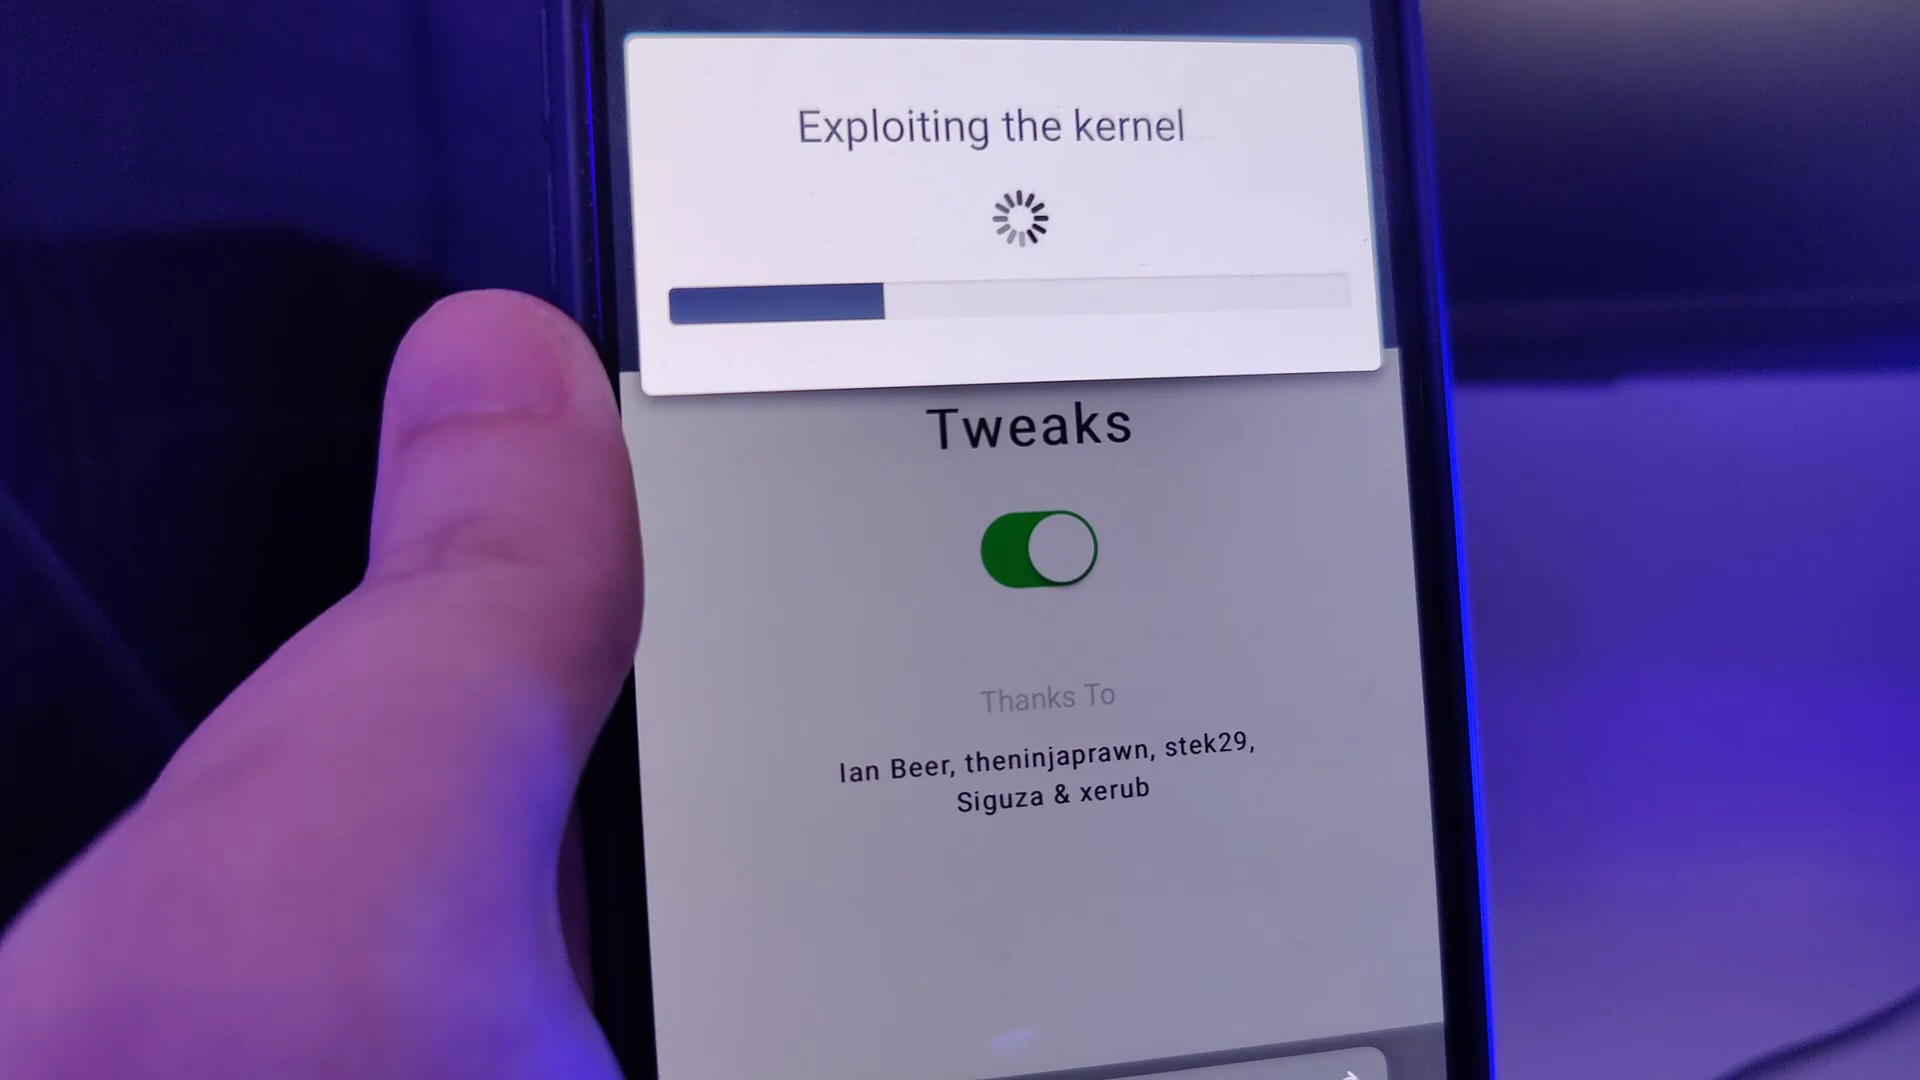 Exploiting the kernel
Tweaks
Thanks To
Ian Beer, theninjaprawn, stek29,
Siguza & xerub